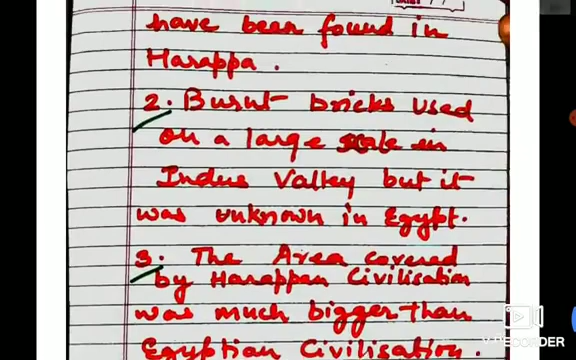 have been found in
Harappa.
2. Burnt bricks used
on a large scale in
Indus Valley but it
was unknown in Egypt.
3. The Area covered
by Harappan Civilisation
was much bigger than
Egyptian Civilisation.
V-RECORDER